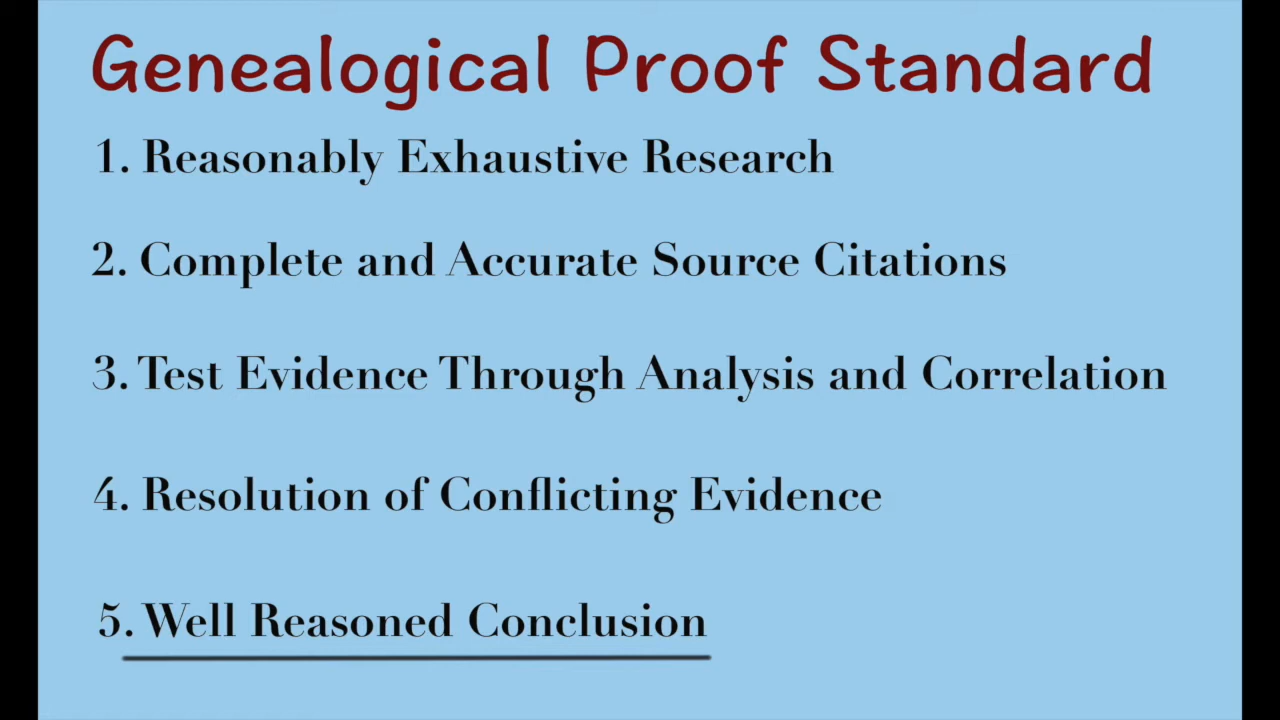 Genealogical Proof Standard
1. Reasonably Exhaustive Research
2. Complete and Accurate Source Citations
3. Test Evidence Through Analysis and Correlation
4. Resolution of Conflicting Evidence
5. Well Reasoned Conclusion